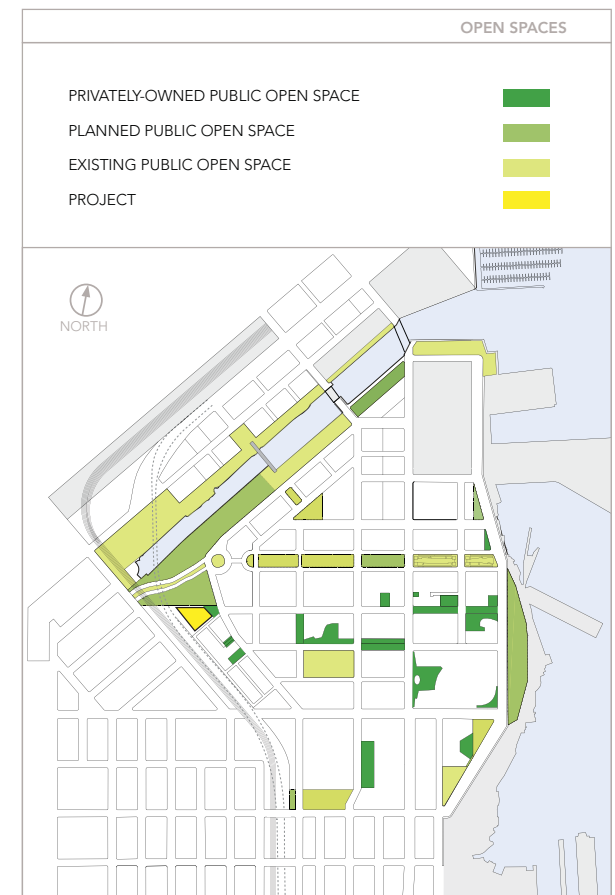 OPEN SPACES
PRIVATELY-OWNED PUBLIC OPEN SPACE
PLANNED PUBLIC OPEN SPACE
EXISTING PUBLIC OPEN SPACE
PROJECT
NORTH